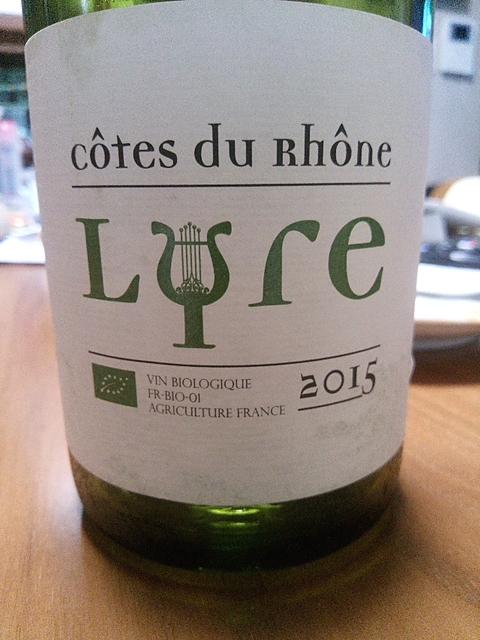 côtes du Rhône
Lyre
VIN BIOLOGIQUE
FR-BIO-01
AGRICULTURE FRANCE
2015